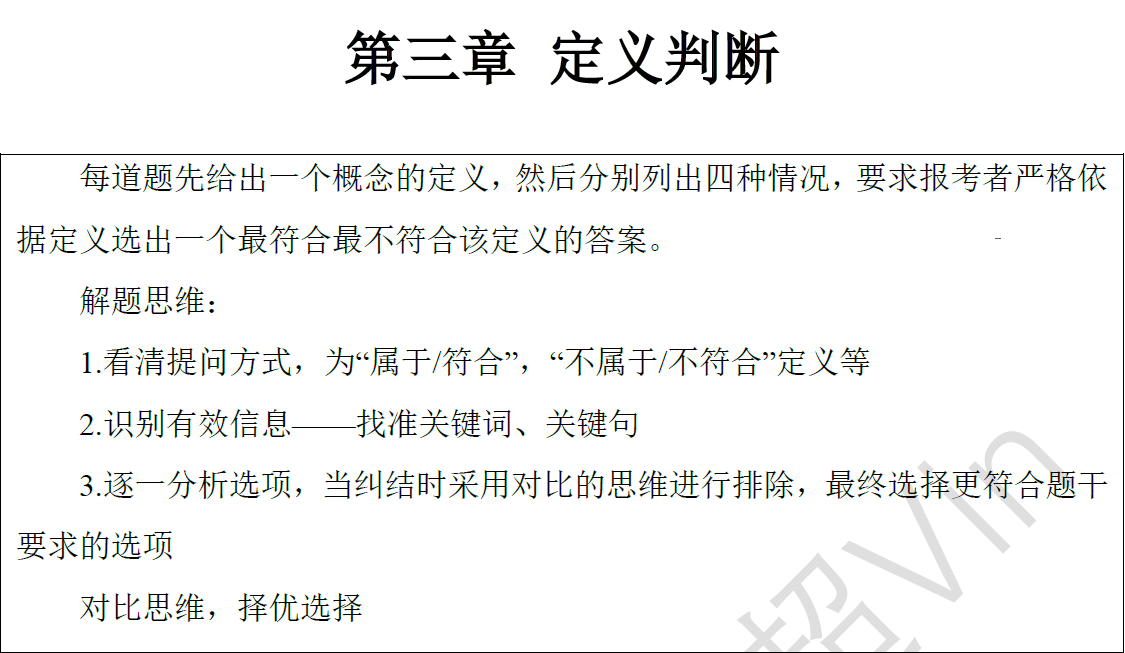 第三章 定义判断
每道题先给出一个概念的定义，然后分别列出四种情况，要求报考者严格依
据定义选出一个最符合最不符合该定义的答案。
解题思维：
1.看清提问方式，为“属于/符合”，“不属于/不符合”定义等
2.识别有效信息——找准关键词、关键句
3.逐一分析选项，当纠结时采用对比的思维进行排除，最终选择更符合题干
要求的选项
对比思维，择优选择
超Vin